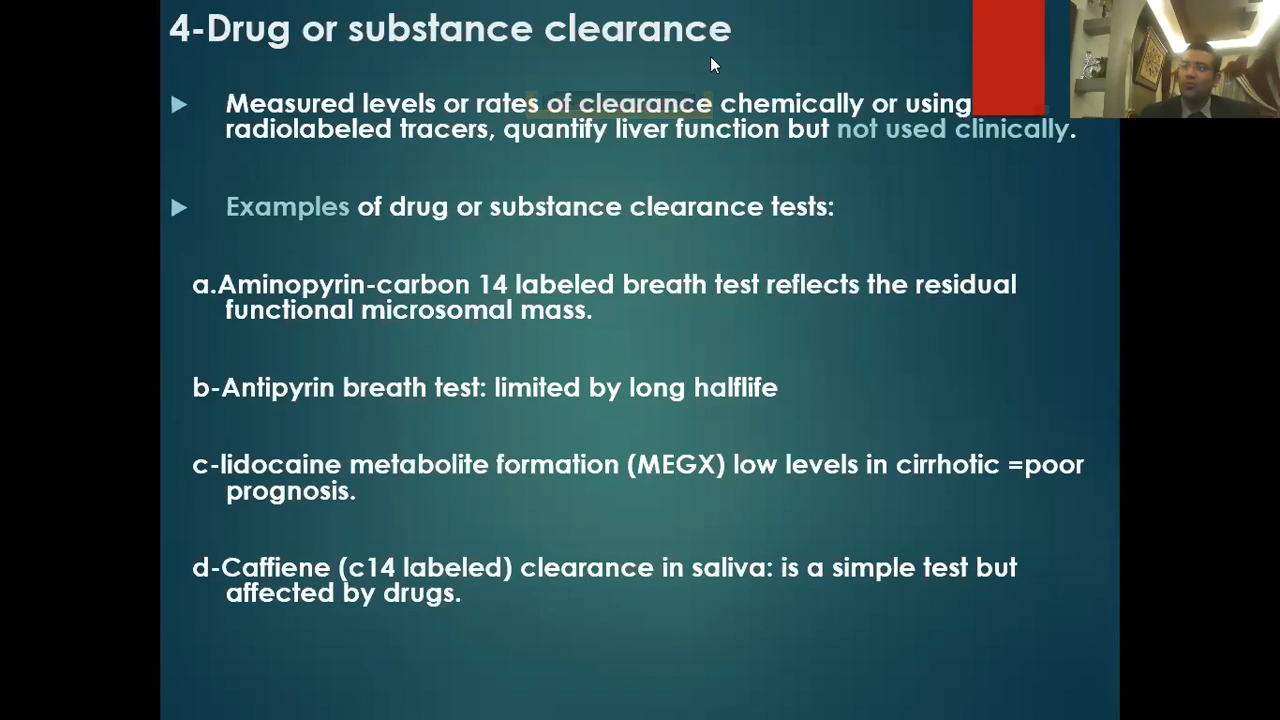 4-Drug or substance clearance
Measured levels or rates of clearance chemically or using
radiolabeled tracers, quantify liver function but not used clinically.
Examples of drug or substance clearance tests:
a.Aminopyrin-carbon 14 labeled breath test reflects the residual
functional microsomal mass.
b-Antipyrin breath test: limited by long halflife
c-lidocaine metabolite formation (MEGX) low levels in cirrhotic =poor
prognosis.
d-Caffiene (c14 labeled) clearance in saliva: is a simple test but
affected by drugs.